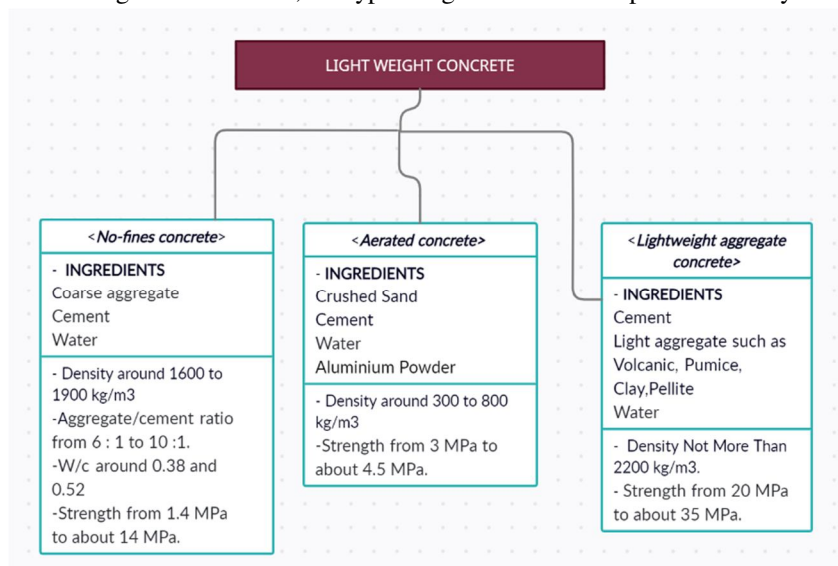 LIGHT WEIGHT CONCRETE
<No-fines concrete>
- INGREDIENTS
Coarse aggregate
Cement
Water
- Density around 1600 to
1900 kg/m3
-Aggregate/cement ratio
from 6 : 1 to 10 :1.
-W/c around 0.38 and
0.52
-Strength from 1.4 MPa
to about 14 MPa.
<Aerated concrete>
- INGREDIENTS
Crushed Sand
Cement
Water
Aluminium Powder
- Density around 300 to 800
kg/m3
-Strength from 3 MPa to
about 4.5 MPa.
<Lightweight aggregate
concrete>
- INGREDIENTS
Cement
Light aggregate such as
Volcanic, Pumice,
Clay,Pellite
Water
- Density Not More Than
2200 kg/m3.
- Strength from 20 MPa
to about 35 MPa.